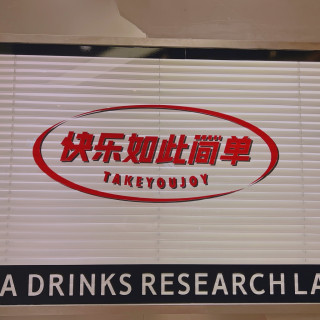 快乐如此简单
TAKEYOUJOY
A DRINKS RESEARCH LA